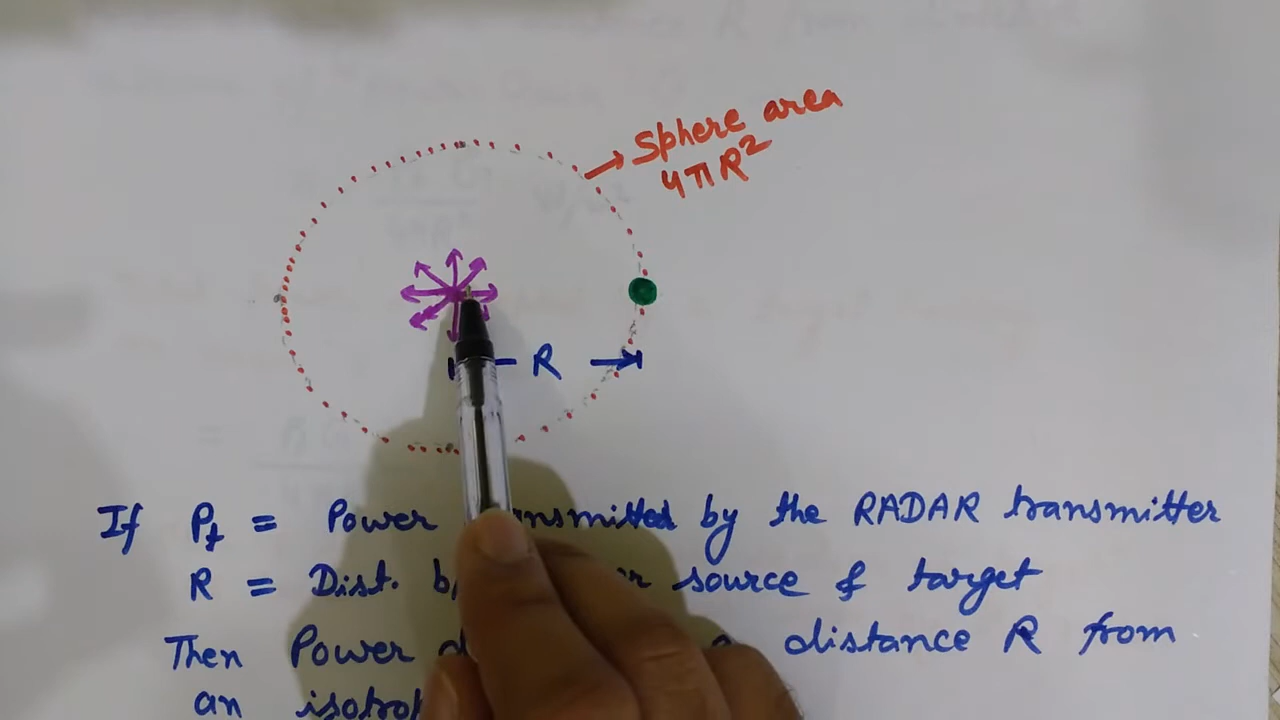 Sphere area
4πR²
R
If Pt = Power by the RADAR transmitter
R = Dist. source & target
Then Power distance R from
an